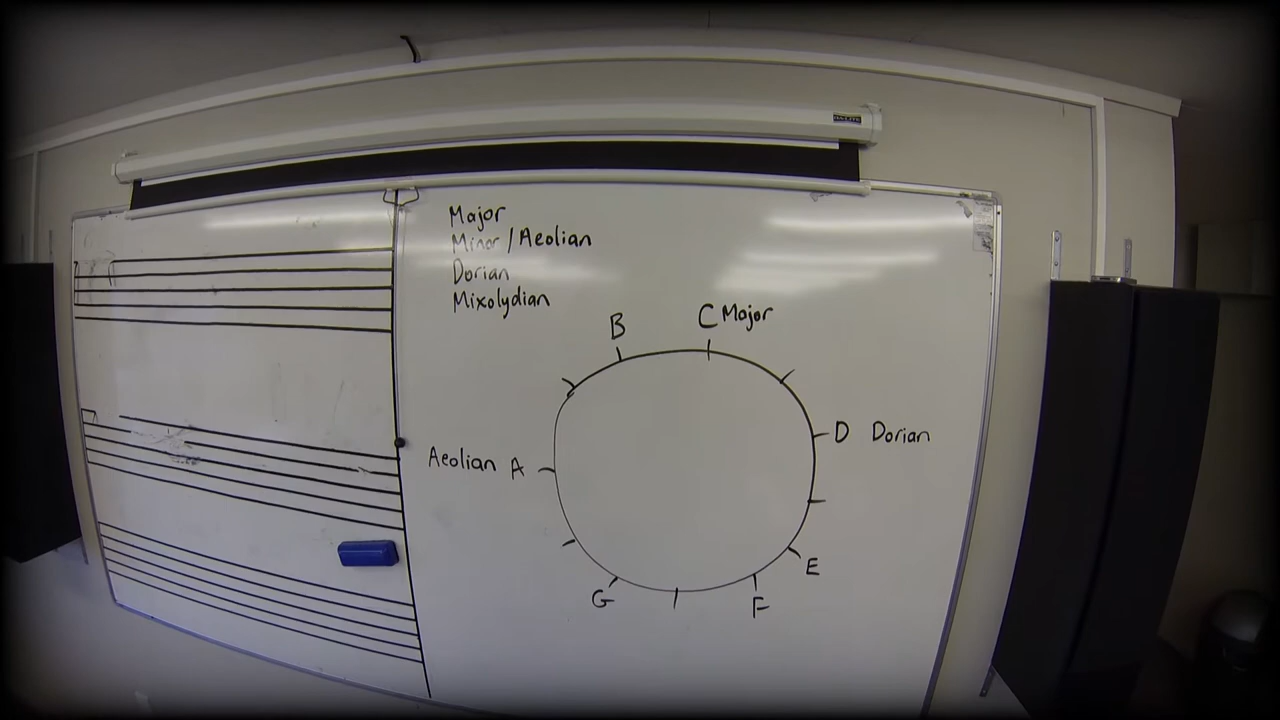 Major
Minor / Aeolian
Dorian
Mixolydian
B
C Major
D Dorian
Aeolian A
E
G
F